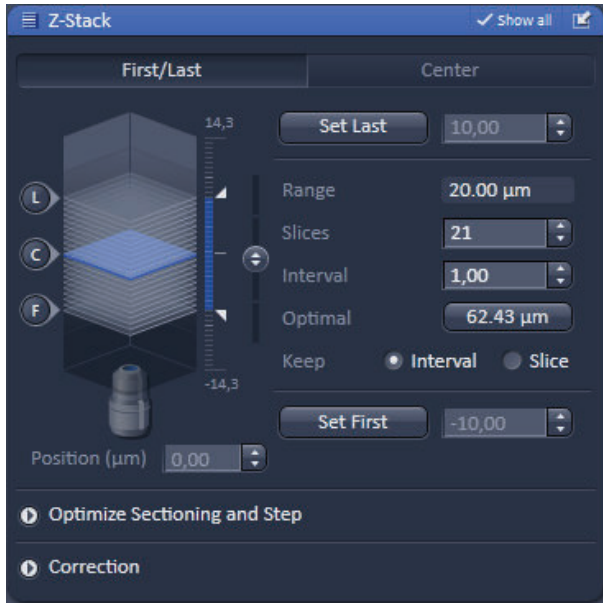 Z-Stack Show all
First/Last Center
14,3
Set Last 10,00
L
Range 20.00 µm
Slices 21
C
Interval 1,00
F
Optimal 62.43 µm
Keep Interval Slice
-14,3
Set First -10,00
Position (µm) 0,00
Optimize Sectioning and Step
Correction